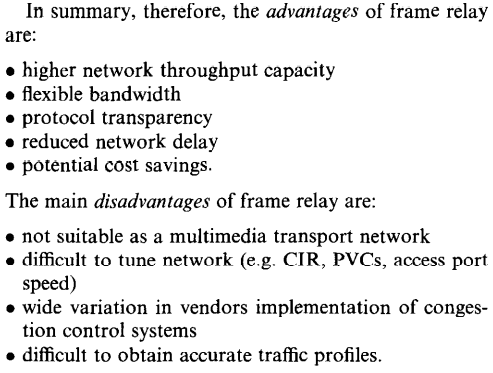 In summary, therefore, the advantages of frame relay
are:
• higher network throughput capacity
• flexible bandwidth
• protocol transparency
• reduced network delay
• potential cost savings.
The main disadvantages of frame relay are:
• not suitable as a multimedia transport network
• difficult to tune network (e.g. CIR, PVCs, access port
speed)
• wide variation in vendors implementation of conges-
tion control systems
• difficult to obtain accurate traffic profiles.